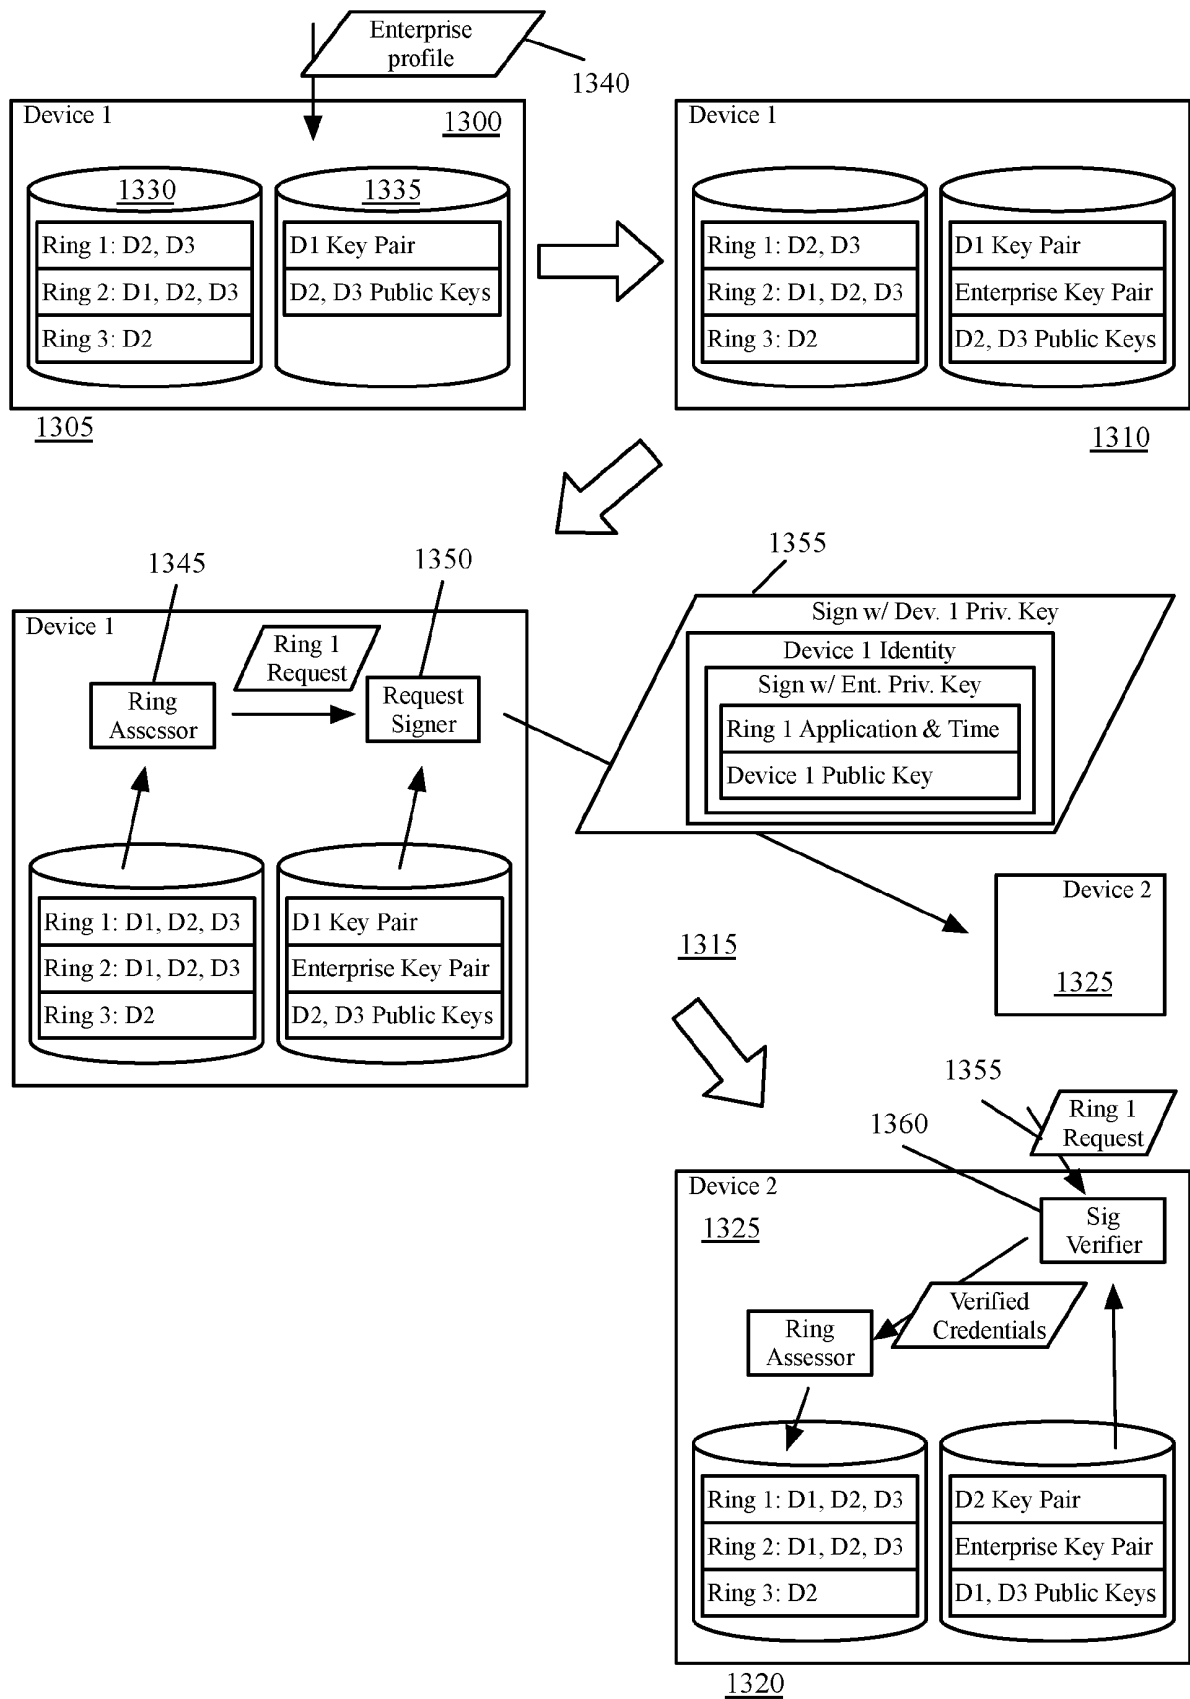 Enterprise
profile
1340
Device 1
1300
1330
1335
Ring 1: D2, D3
Ring 2: D1, D2, D3
Ring 3: D2
D1 Key Pair
D2, D3 Public Keys
1305
Device 1
Ring 1: D2, D3
Ring 2: D1, D2, D3
Ring 3: D2
D1 Key Pair
Enterprise Key Pair
D2, D3 Public Keys
1310
1345
1350
Device 1
Ring 1
Request
Ring
Assessor
Request
Signer
Ring 1: D1, D2, D3
Ring 2: D1, D2, D3
Ring 3: D2
D1 Key Pair
Enterprise Key Pair
D2, D3 Public Keys
1355
Sign w/ Dev. 1 Priv. Key
Device 1 Identity
Sign w/ Ent. Priv. Key
Ring 1 Application & Time
Device 1 Public Key
Device 2
1325
1315
1355
Ring 1
Request
1360
Device 2
1325
Sig
Verifier
Verified
Credentials
Ring
Assessor
Ring 1: D1, D2, D3
Ring 2: D1, D2, D3
Ring 3: D2
D2 Key Pair
Enterprise Key Pair
D1, D3 Public Keys
1320